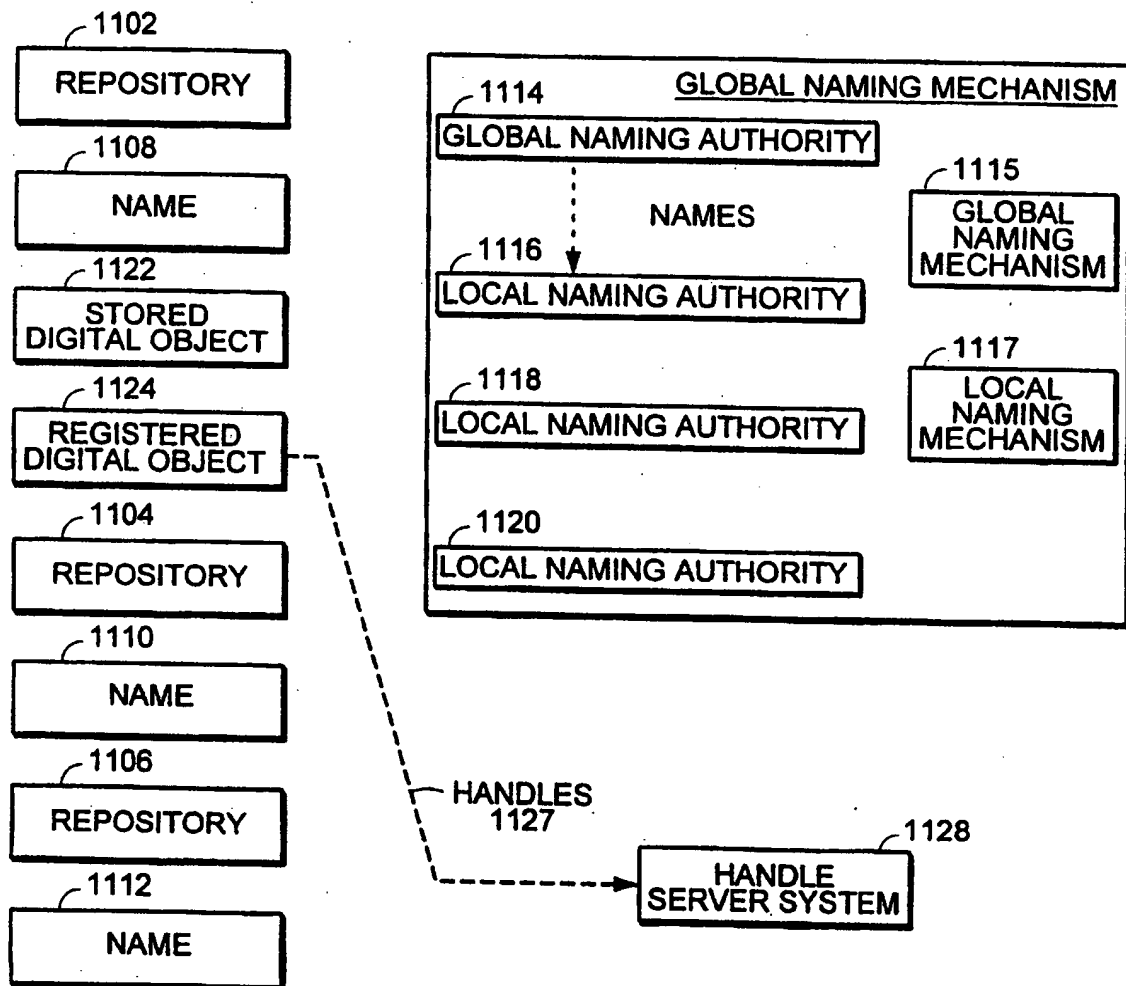 1102
REPOSITORY
1108
NAME
1122
STORED
DIGITAL OBJECT
1124
REGISTERED
DIGITAL OBJECT
1104
REPOSITORY
1110
NAME
1106
REPOSITORY
1112
NAME
GLOBAL NAMING MECHANISM
1114
GLOBAL NAMING AUTHORITY
NAMES
1115
GLOBAL
NAMING
MECHANISM
1116
LOCAL NAMING AUTHORITY
1117
LOCAL
NAMING
MECHANISM
1118
LOCAL NAMING AUTHORITY
1120
LOCAL NAMING AUTHORITY
HANDLES
1127
1128
HANDLE
SERVER SYSTEM